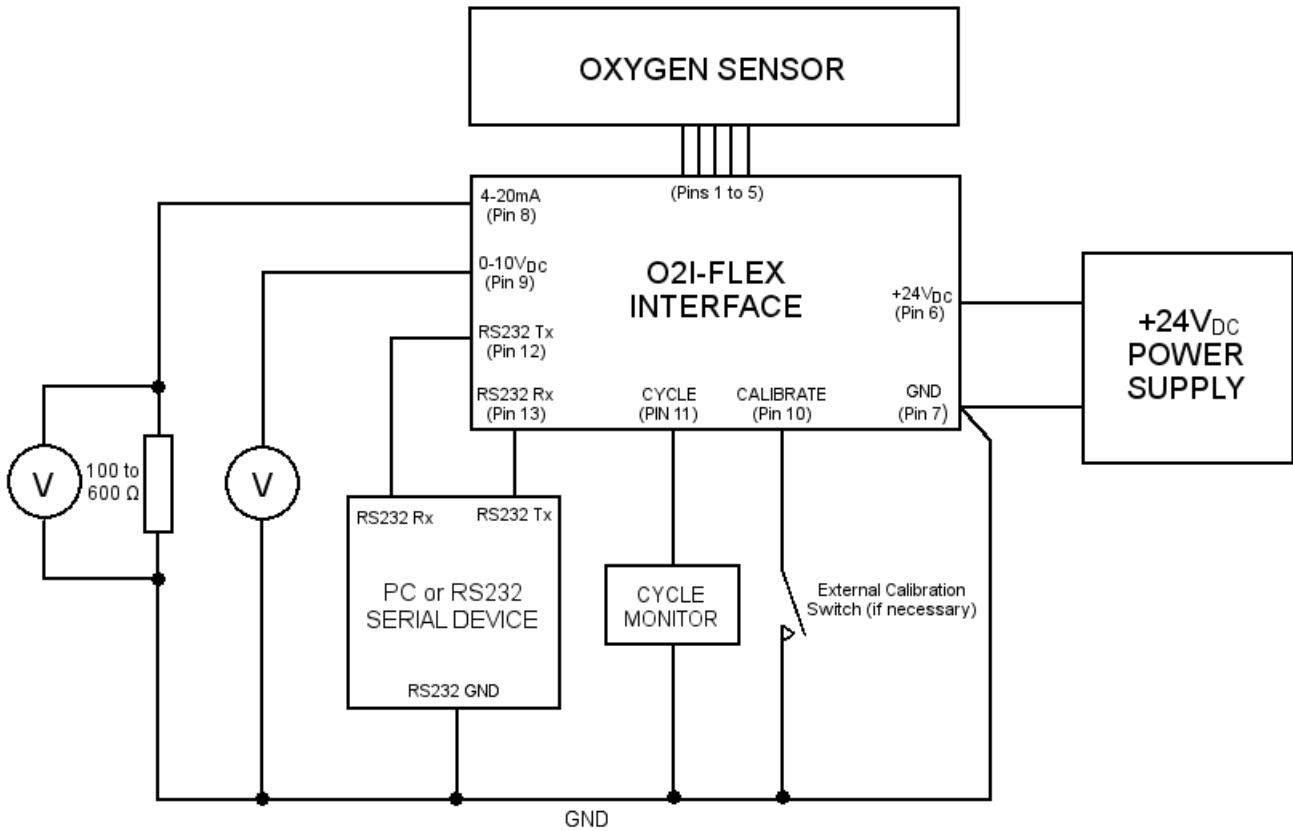 OXYGEN SENSOR
(Pins 1 to 5)
4-20mA
(Pin 8)
0-10VDC
(Pin 9)
O2I-FLEX
INTERFACE
+24VDC
(Pin 6)
RS232 Tx
(Pin 12)
RS232 Rx
(Pin 13)
CYCLE
(PIN 11)
CALIBRATE
(Pin 10)
GND
(Pin 7)
+24VDC
POWER
SUPPLY
V
100 to
600 Ω
V
RS232 Rx
RS232 Tx
PC or RS232
SERIAL DEVICE
RS232 GND
CYCLE
MONITOR
External Calibration
Switch (if necessary)
GND